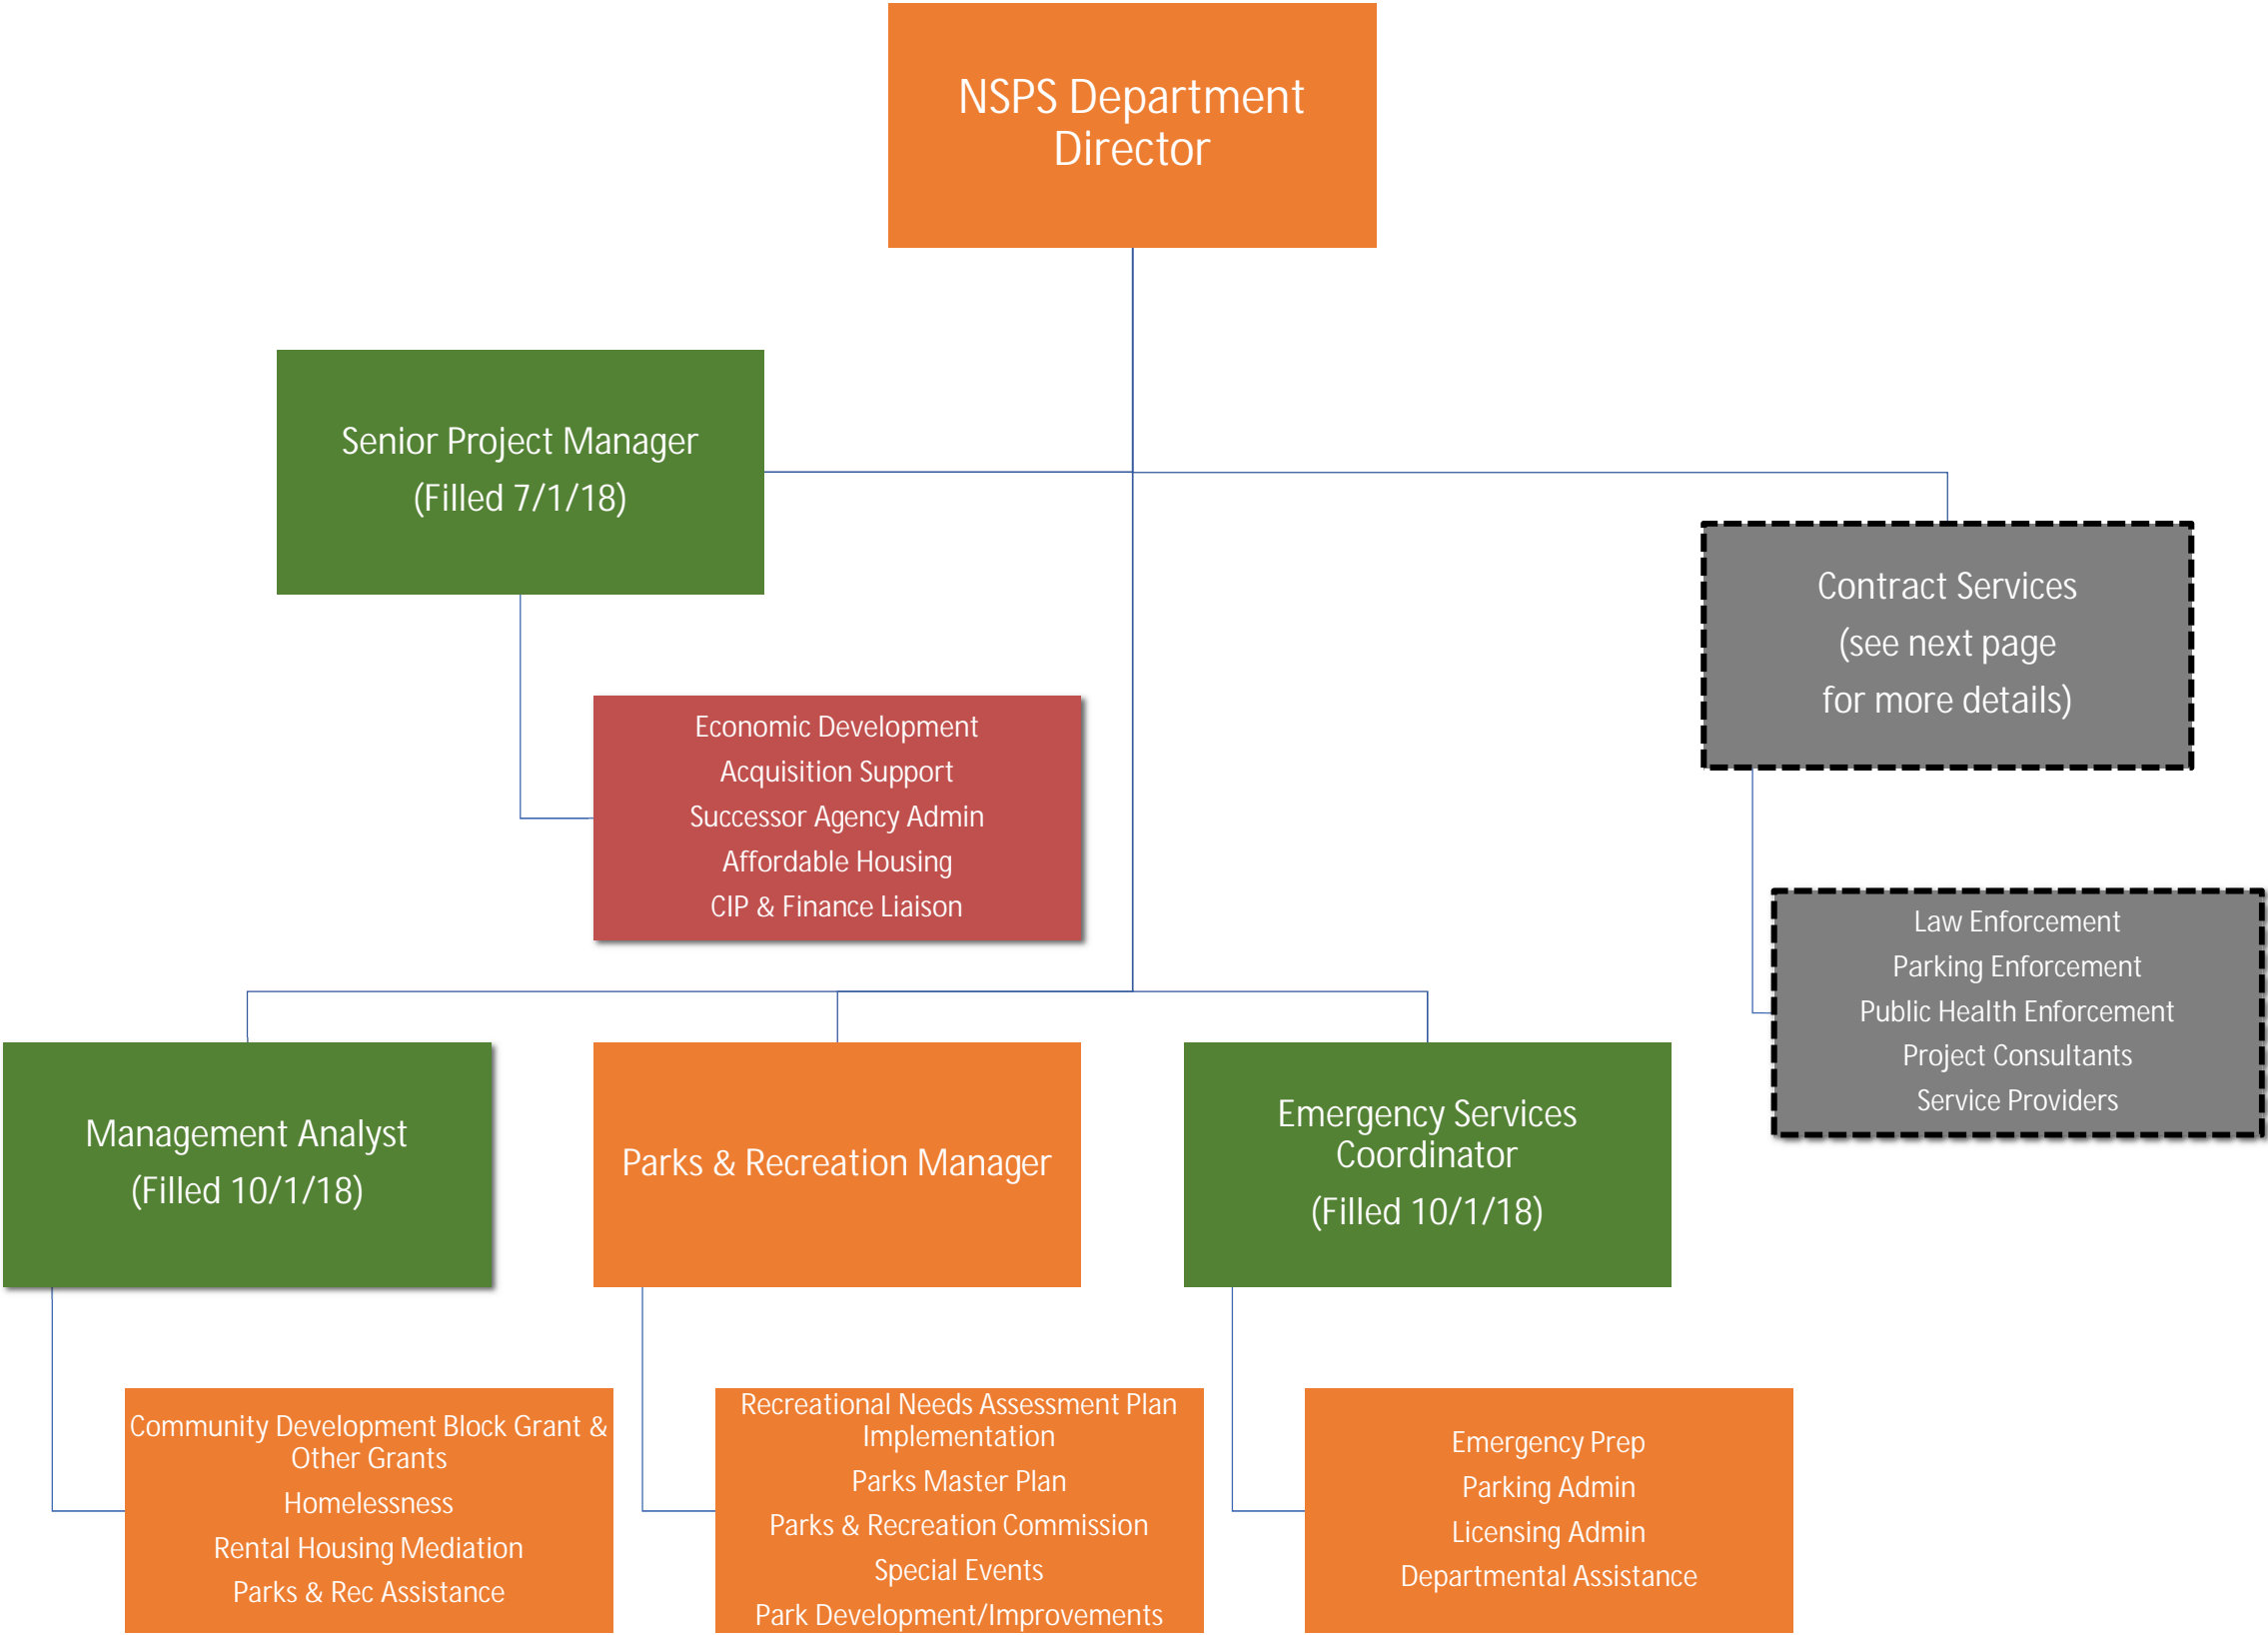 NSPS Department
Director
Senior Project Manager
(Filled 7/1/18)
Contract Services
(see next page
for more details)
Economic Development
Acquisition Support
Successor Agency Admin
Affordable Housing
CIP & Finance Liaison
Law Enforcement
Parking Enforcement
Public Health Enforcement
Project Consultants
Service Providers
Management Analyst
(Filled 10/1/18)
Parks & Recreation Manager
Emergency Services
Coordinator
(Filled 10/1/18)
Community Development Block Grant &
Other Grants
Homelessness
Rental Housing Mediation
Parks & Rec Assistance
Recreational Needs Assessment Plan
Implementation
Parks Master Plan
Parks & Recreation Commission
Special Events
Park Development/Improvements
Emergency Prep
Parking Admin
Licensing Admin
Departmental Assistance